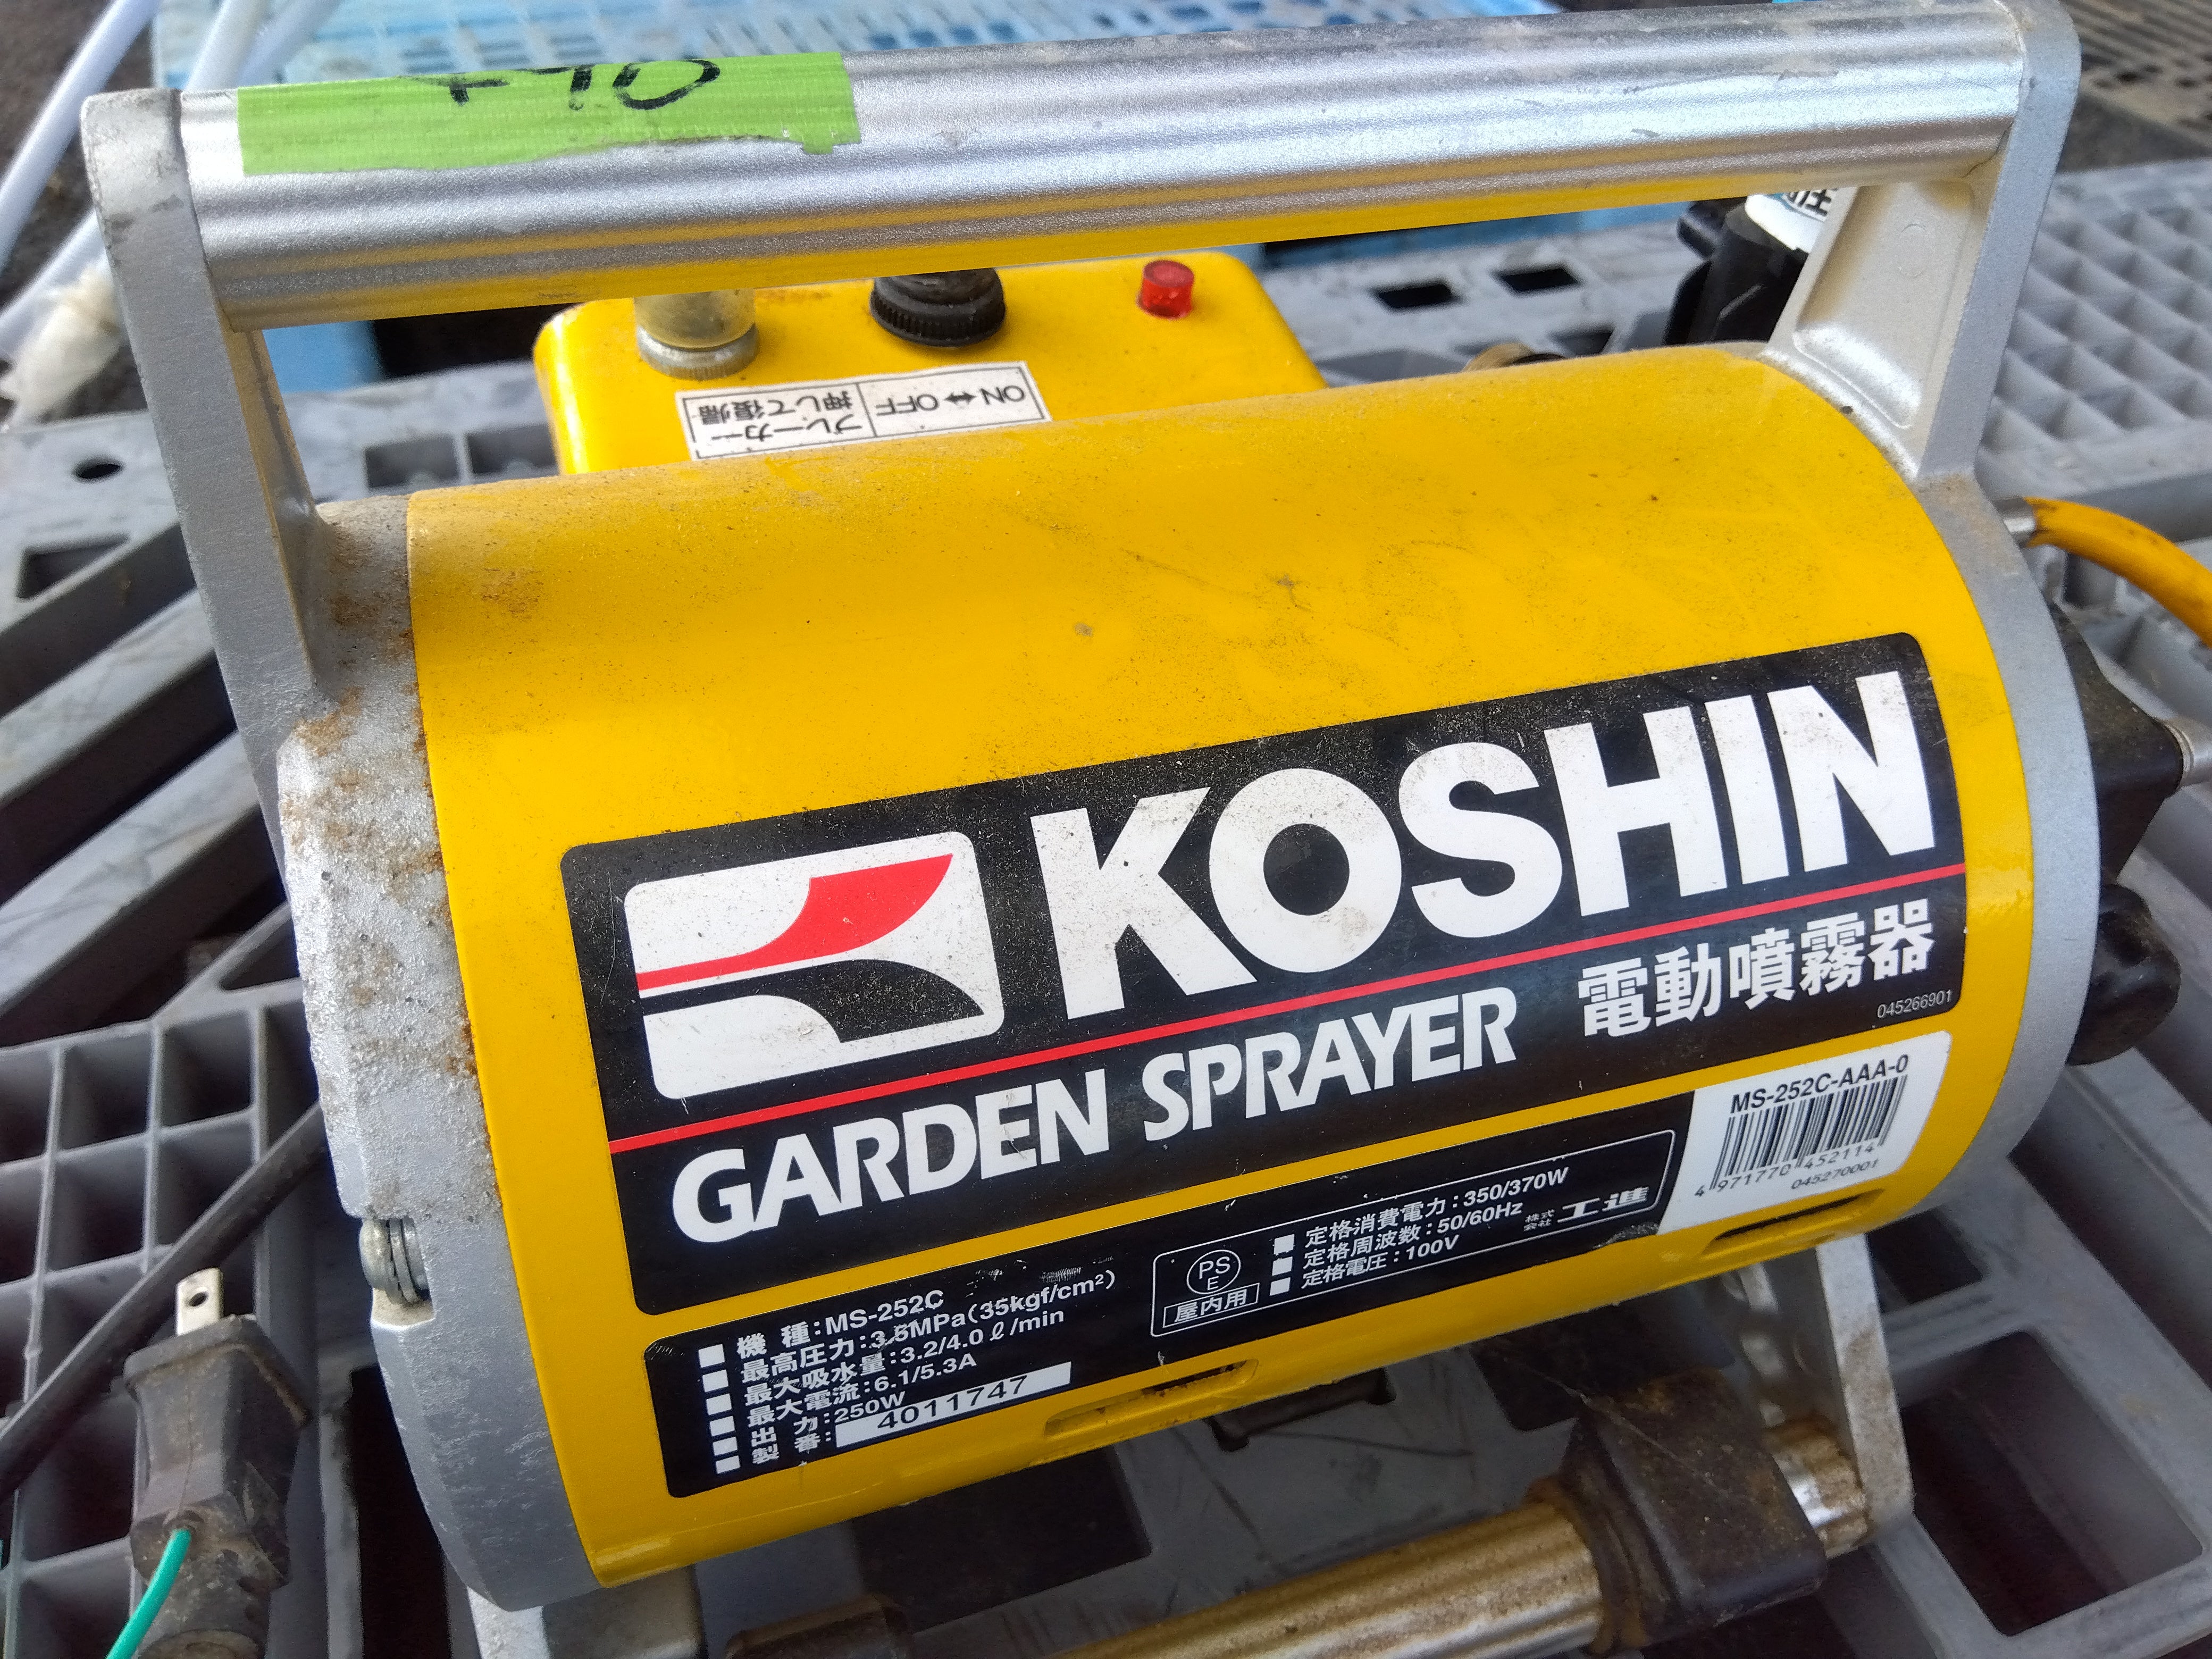 ON ↔ OFF
ブレーカー
押して復帰
KOSHIN
GARDEN SPRAYER 電動噴霧器
045266901
MS-252C-AAA-0
4 971770 452114
045270001
機 種:MS-252C
最高圧力:3.5MPa(35kgf/cm²)
最大吸水量:3.2/4.0ℓ/min
最大電流:6.1/5.3A
出 力:250W
製 番:4011747
PS
E
屋内用
定格消費電力:350/370W
定格周波数:50/60Hz
定格電圧:100V
株式会社 工進